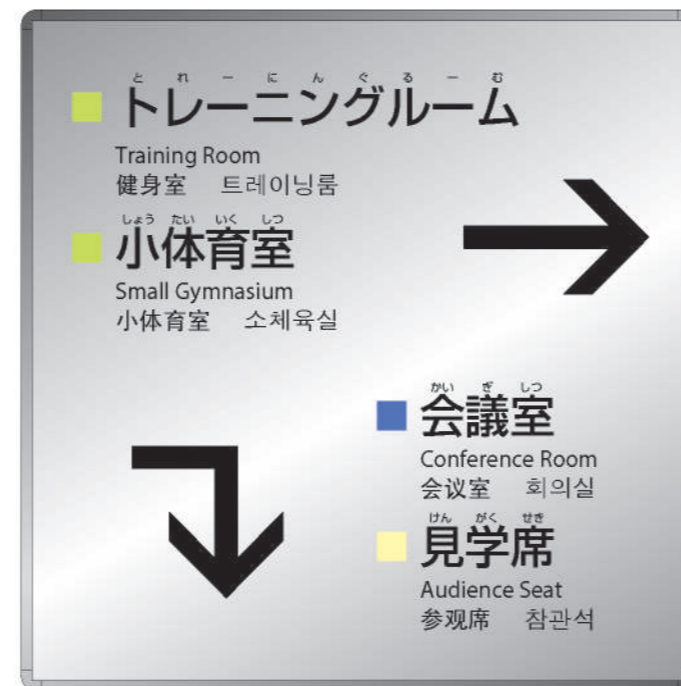 とれーにんぐるーむ
トレーニングルーム
Training Room
健身室 트레이닝룸
しょう たい いく しつ
小体育室
Small Gymnasium
小体育室 소체육실
かい ぎ しつ
会議室
Conference Room
会议室 회의실
けん がく せき
見学席
Audience Seat
参观席 참관석